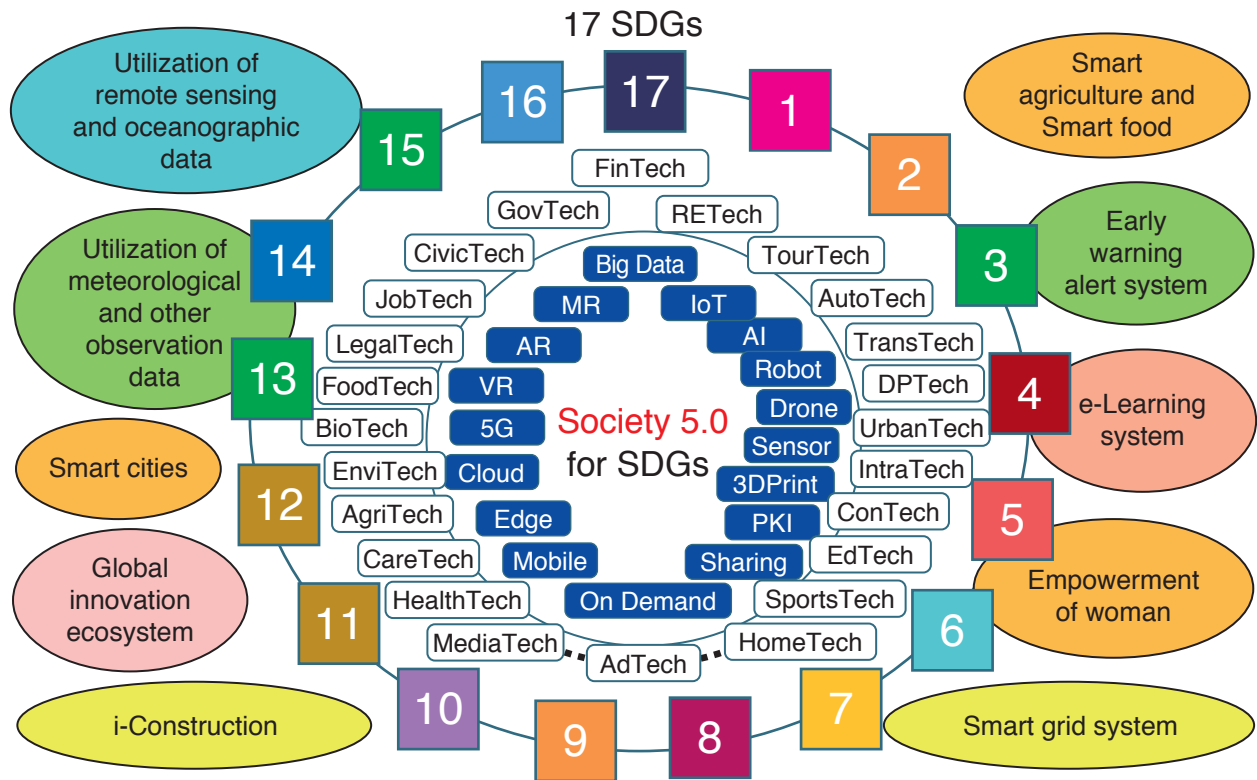 17 SDGs
Utilization of
remote sensing
and oceanographic
data
16
17
1
Smart
agriculture and
Smart food
15
2
FinTech
GovTech
RETech
Utilization of
meteorological
and other
observation
data
14
CivicTech
TourTech
3
Early
warning
alert system
Big Data
JobTech
MR
IoT
AutoTech
LegalTech
AR
AI
TransTech
13
FoodTech
VR
Robot
DPTech
4
e-Learning
system
BioTech
5G
Society 5.0
for SDGs
Drone
UrbanTech
Sensor
Smart cities
EnviTech
Cloud
3DPrint
IntraTech
12
AgriTech
Edge
PKI
ConTech
5
Global
innovation
ecosystem
CareTech
Mobile
Sharing
EdTech
Empowerment
of woman
11
HealthTech
On Demand
SportsTech
6
MediaTech
AdTech
HomeTech
i-Construction
10
9
8
7
Smart grid system